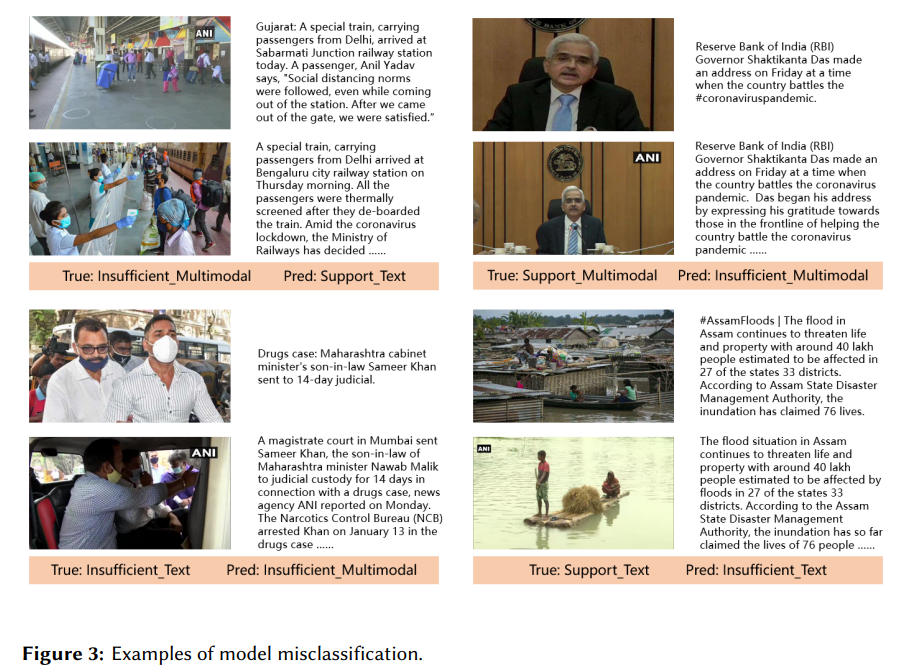 ANI
Gujarat: A special train, carrying
passengers from Delhi, arrived at
Sabarmati Junction railway station
today. A passenger, Anil Yadav
says, "Social distancing norms
were followed, even while coming
out of the station. After we came
out of the gate, we were satisfied.”
A special train, carrying
passengers from Delhi arrived at
Bengaluru city railway station on
Thursday morning. All the
passengers were thermally
screened after they de-boarded
the train. Amid the coronavirus
lockdown, the Ministry of
Railways has decided ......
True: Insufficient_Multimodal Pred: Support_Text
Reserve Bank of India (RBI)
Governor Shaktikanta Das made
an address on Friday at a time
when the country battles the
#coronaviruspandemic.
ANI
Reserve Bank of India (RBI)
Governor Shaktikanta Das made an
address on Friday at a time when
the country battles the coronavirus
pandemic. Das began his address
by expressing his gratitude towards
those in the frontline of helping the
country battle the coronavirus
pandemic ......
True: Support_Multimodal Pred: Insufficient_Multimodal
Drugs case: Maharashtra cabinet
minister's son-in-law Sameer Khan
sent to 14-day judicial.
ANI
A magistrate court in Mumbai sent
Sameer Khan, the son-in-law of
Maharashtra minister Nawab Malik
to judicial custody for 14 days in
connection with a drugs case, news
agency ANI reported on Monday.
The Narcotics Control Bureau (NCB)
arrested Khan on January 13 in the
drugs case ......
True: Insufficient_Text Pred: Insufficient_Multimodal
#AssamFloods | The flood in
Assam continues to threaten life
and property with around 40 lakh
people estimated to be affected in
27 of the states 33 districts.
According to Assam State Disaster
Management Authority, the
inundation has claimed 76 lives.
ANI
The flood situation in Assam
continues to threaten life and
property with around 40 lakh
people estimated to be affected by
floods in 27 of the states 33
districts. According to the Assam
State Disaster Management
Authority, the inundation has so far
claimed the lives of 76 people ......
True: Support_Text Pred: Insufficient_Text
Figure 3: Examples of model misclassification.